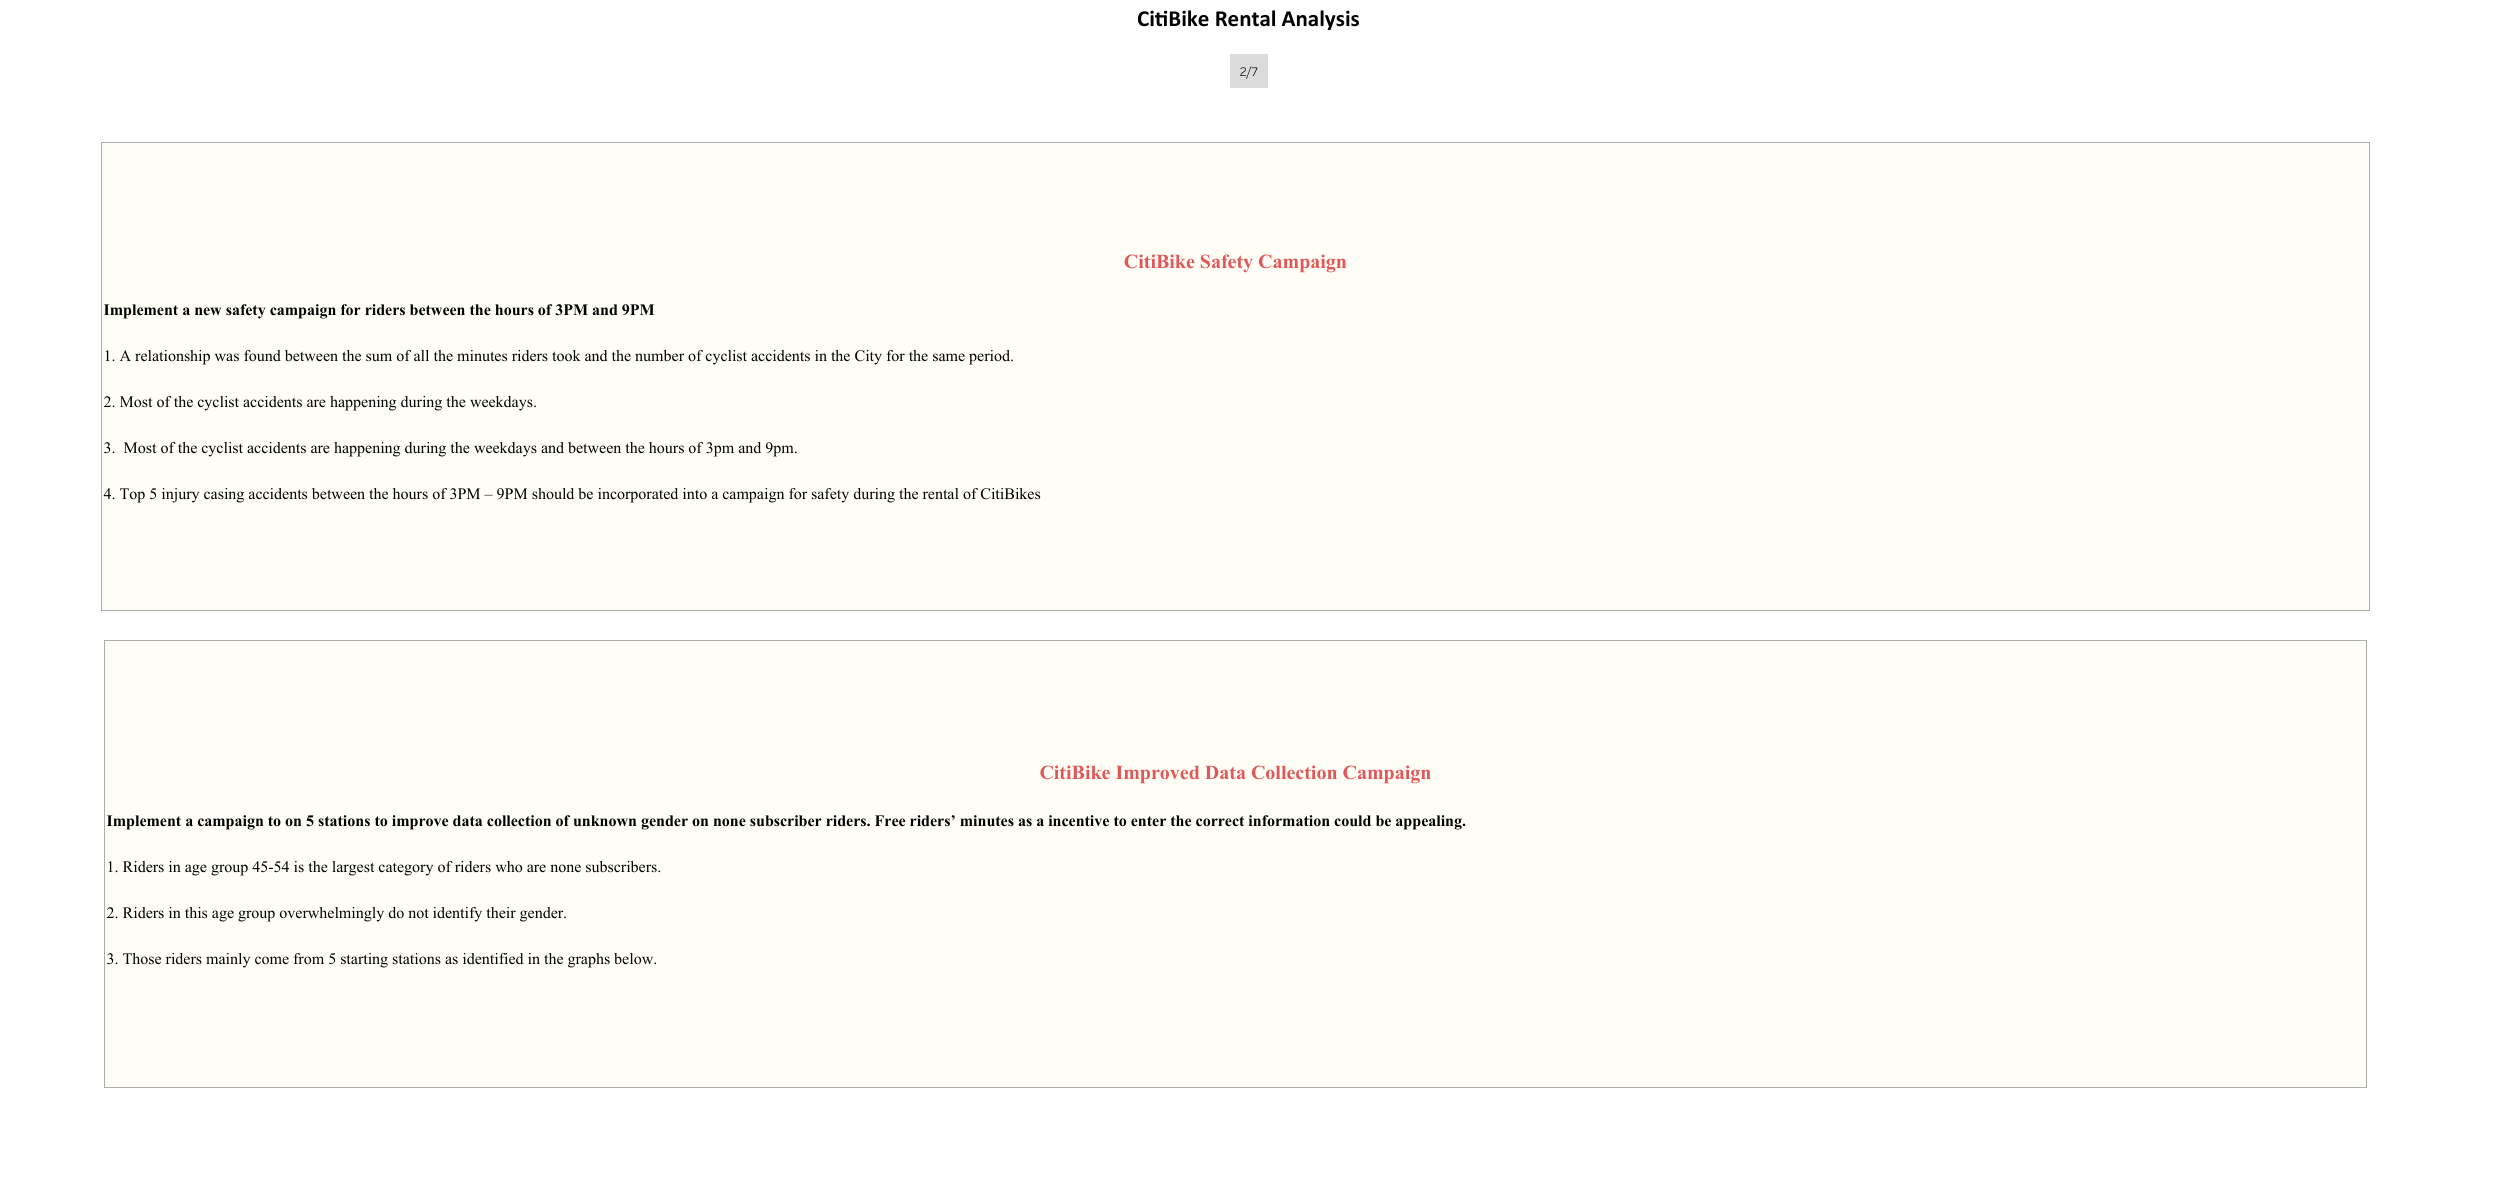 CitiBike Rental Analysis
2/7
CitiBike Safety Campaign
Implement a new safety campaign for riders between the hours of 3PM and 9PM
1. A relationship was found between the sum of all the minutes riders took and the number of cyclist accidents in the City for the same period.
2. Most of the cyclist accidents are happening during the weekdays.
3.  Most of the cyclist accidents are happening during the weekdays and between the hours of 3pm and 9pm.
4. Top 5 injury casing accidents between the hours of 3PM – 9PM should be incorporated into a campaign for safety during the rental of CitiBikes
CitiBike Improved Data Collection Campaign
Implement a campaign to on 5 stations to improve data collection of unknown gender on none subscriber riders. Free riders’ minutes as a incentive to enter the correct information could be appealing.
1. Riders in age group 45-54 is the largest category of riders who are none subscribers.
2. Riders in this age group overwhelmingly do not identify their gender.
3. Those riders mainly come from 5 starting stations as identified in the graphs below.